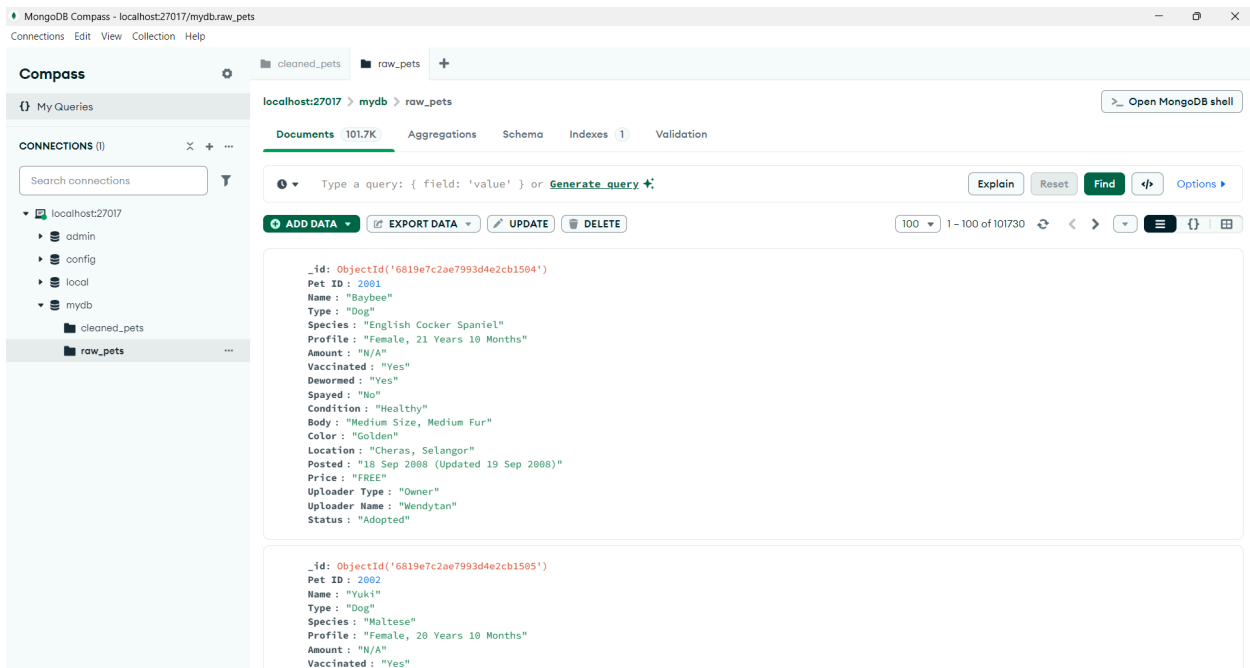 MongoDB Compass - localhost:27017/mydb.raw_pets
Connections Edit View Collection Help
Compass
cleaned_pets
raw_pets
{} My Queries
localhost:27017 > mydb > raw_pets
>_ Open MongoDB shell
Documents 101.7K Aggregations Schema Indexes 1 Validation
CONNECTIONS (1)
Search connections
Type a query: { field: 'value' } or Generate query
Explain Reset Find </> Options
localhost:27017
admin
config
local
mydb
cleaned_pets
raw_pets
ADD DATA EXPORT DATA UPDATE DELETE
100 1 – 100 of 101730 {}
_id: ObjectId('6819e7c2ae7993d4e2cb1504')
Pet ID : 2001
Name : "Baybee"
Type : "Dog"
Species : "English Cocker Spaniel"
Profile : "Female, 21 Years 10 Months"
Amount : "N/A"
Vaccinated : "Yes"
Dewormed : "Yes"
Spayed : "No"
Condition : "Healthy"
Body : "Medium Size, Medium Fur"
Color : "Golden"
Location : "Cheras, Selangor"
Posted : "18 Sep 2008 (Updated 19 Sep 2008)"
Price : "FREE"
Uploader Type : "Owner"
Uploader Name : "Wendytan"
Status : "Adopted"
_id: ObjectId('6819e7c2ae7993d4e2cb1505')
Pet ID : 2002
Name : "Yuki"
Type : "Dog"
Species : "Maltese"
Profile : "Female, 20 Years 10 Months"
Amount : "N/A"
Vaccinated : "Yes"